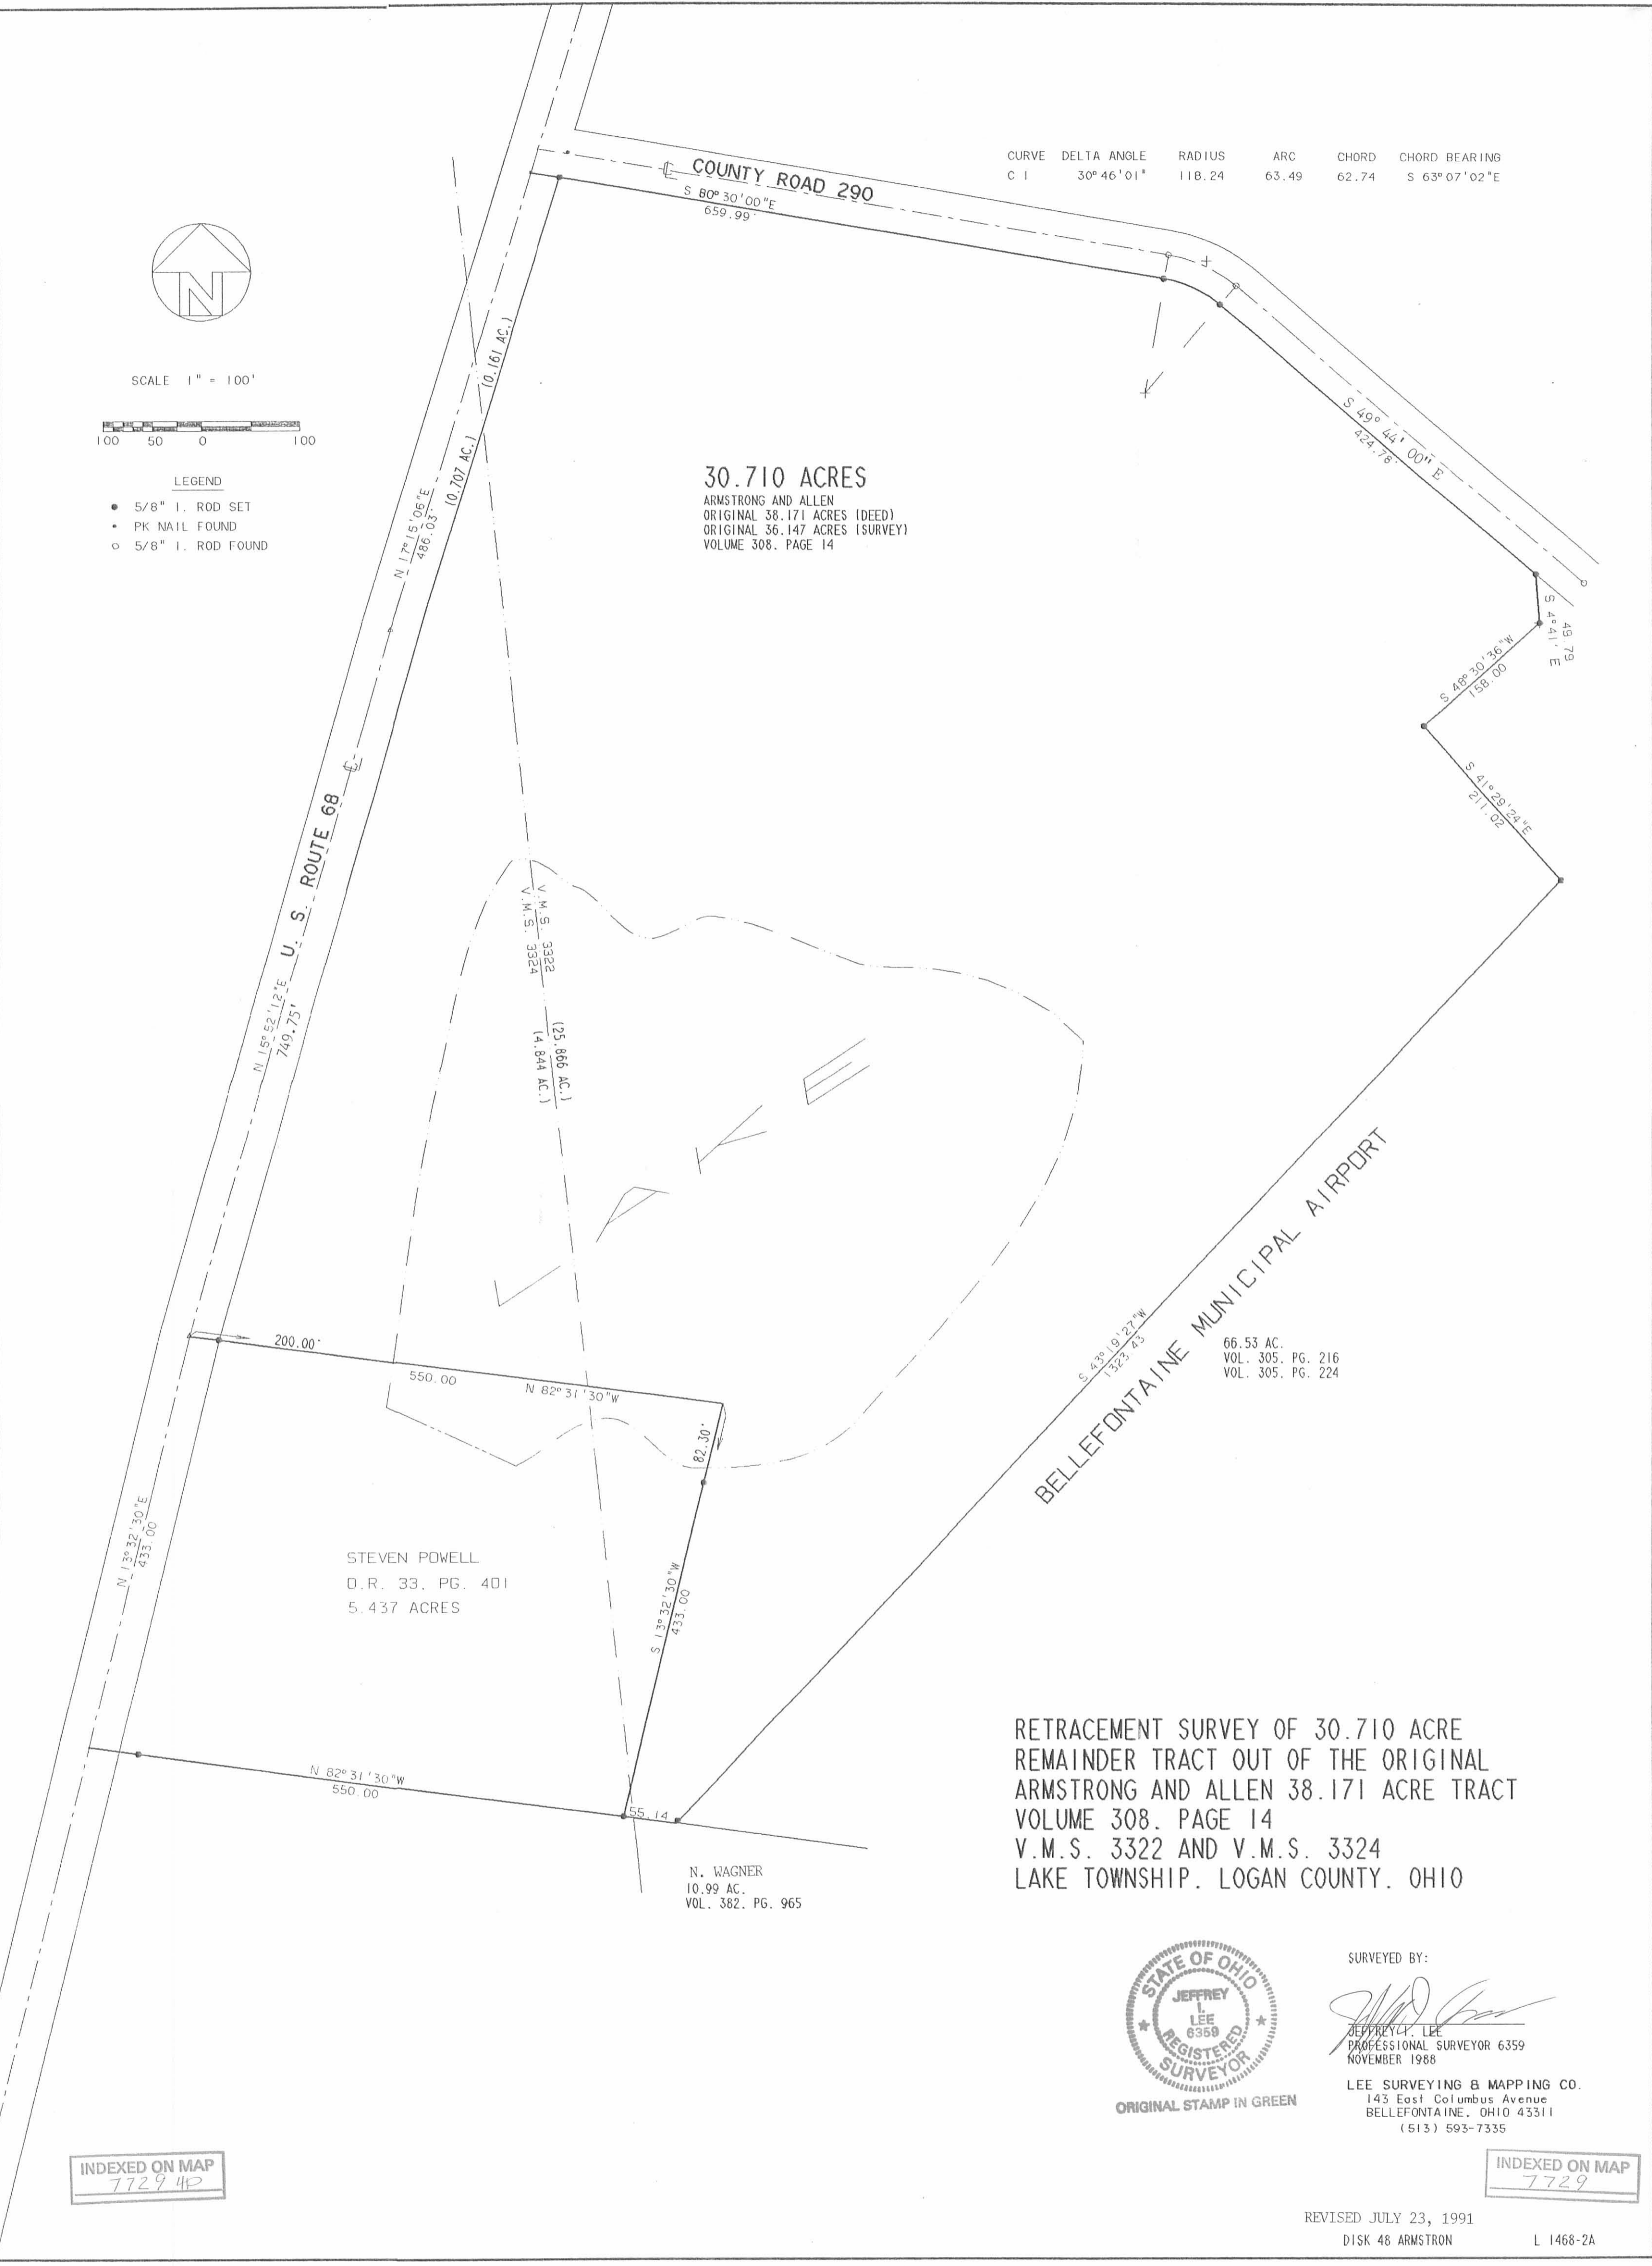 COUNTY ROAD 290
S 80° 30' 00"E
659.99'
CURVE DELTA ANGLE RADIUS ARC CHORD CHORD BEARING
C 1 30° 46' 01" 118.24 63.49 62.74 S 63° 07' 02"E
N
SCALE 1" = 100'
100 50 0 100
LEGEND
5/8" I. ROD SET
PK NAIL FOUND
5/8" I. ROD FOUND
(0.161 AC.)
(0.707 AC.)
N 17° 15' 06"E
486.03'
30.710 ACRES
ARMSTRONG AND ALLEN
ORIGINAL 38.171 ACRES (DEED)
ORIGINAL 36.147 ACRES (SURVEY)
VOLUME 308. PAGE 14
S 49° 44' 00" E
424.78'
S 4° 41' E
49.79
S 48° 30' 36"W
158.00
S 41° 29' 24"E
211.02
U. S. ROUTE 68
N 15° 52' 12"E
749.75'
V.M.S. 3322
V.M.S. 3324
(25.866 AC.)
(4.844 AC.)
LAKE
200.00'
550.00
N 82° 31' 30"W
82.30'
S 43° 19' 27"W
1323.43
BELLEFONTAINE MUNICIPAL AIRPORT
66.53 AC.
VOL. 305. PG. 216
VOL. 305. PG. 224
N 13° 32' 30"E
433.00
STEVEN POWELL
O.R. 33. PG. 401
5.437 ACRES
S 13° 32' 30"W
433.00
N 82° 31' 30"W
550.00
55.14
N. WAGNER
10.99 AC.
VOL. 382. PG. 965
RETRACEMENT SURVEY OF 30.710 ACRE
REMAINDER TRACT OUT OF THE ORIGINAL
ARMSTRONG AND ALLEN 38.171 ACRE TRACT
VOLUME 308. PAGE 14
V.M.S. 3322 AND V.M.S. 3324
LAKE TOWNSHIP. LOGAN COUNTY. OHIO
STATE OF OHIO
JEFFREY
I.
LEE
6359
REGISTERED
SURVEYOR
ORIGINAL STAMP IN GREEN
SURVEYED BY:
JEFFREY I. LEE
PROFESSIONAL SURVEYOR 6359
NOVEMBER 1988
LEE SURVEYING & MAPPING CO.
143 East Columbus Avenue
BELLEFONTAINE. OHIO 43311
(513) 593-7335
INDEXED ON MAP
7729 4P
INDEXED ON MAP
7729
REVISED JULY 23, 1991
DISK 48 ARMSTRON L 1468-2A